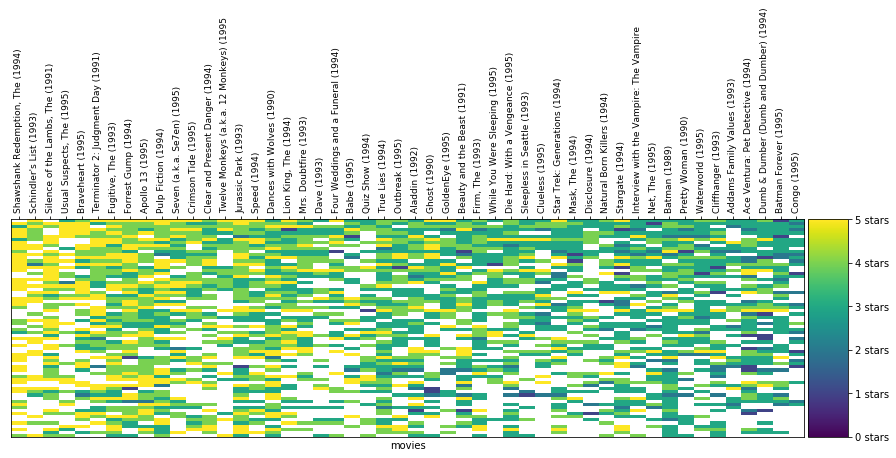 Shawshank Redemption, The (1994)
Schindler's List (1993)
Silence of the Lambs, The (1991)
Usual Suspects, The (1995)
Braveheart (1995)
Terminator 2: Judgment Day (1991)
Fugitive, The (1993)
Forrest Gump (1994)
Apollo 13 (1995)
Pulp Fiction (1994)
Seven (a.k.a. Se7en) (1995)
Crimson Tide (1995)
Clear and Present Danger (1994)
Twelve Monkeys (a.k.a. 12 Monkeys) (1995
Jurassic Park (1993)
Speed (1994)
Dances with Wolves (1990)
Lion King, The (1994)
Mrs. Doubtfire (1993)
Dave (1993)
Four Weddings and a Funeral (1994)
Babe (1995)
Quiz Show (1994)
True Lies (1994)
Outbreak (1995)
Aladdin (1992)
Ghost (1990)
GoldenEye (1995)
Beauty and the Beast (1991)
Firm, The (1993)
While You Were Sleeping (1995)
Die Hard: With a Vengeance (1995)
Sleepless in Seattle (1993)
Clueless (1995)
Star Trek: Generations (1994)
Mask, The (1994)
Disclosure (1994)
Natural Born Killers (1994)
Stargate (1994)
Interview with the Vampire: The Vampire
Net, The (1995)
Batman (1989)
Pretty Woman (1990)
Waterworld (1995)
Cliffhanger (1993)
Addams Family Values (1993)
Ace Ventura: Pet Detective (1994)
Dumb & Dumber (Dumb and Dumber) (1994)
Batman Forever (1995)
Congo (1995)
5 stars
4 stars
3 stars
2 stars
1 stars
0 stars
movies